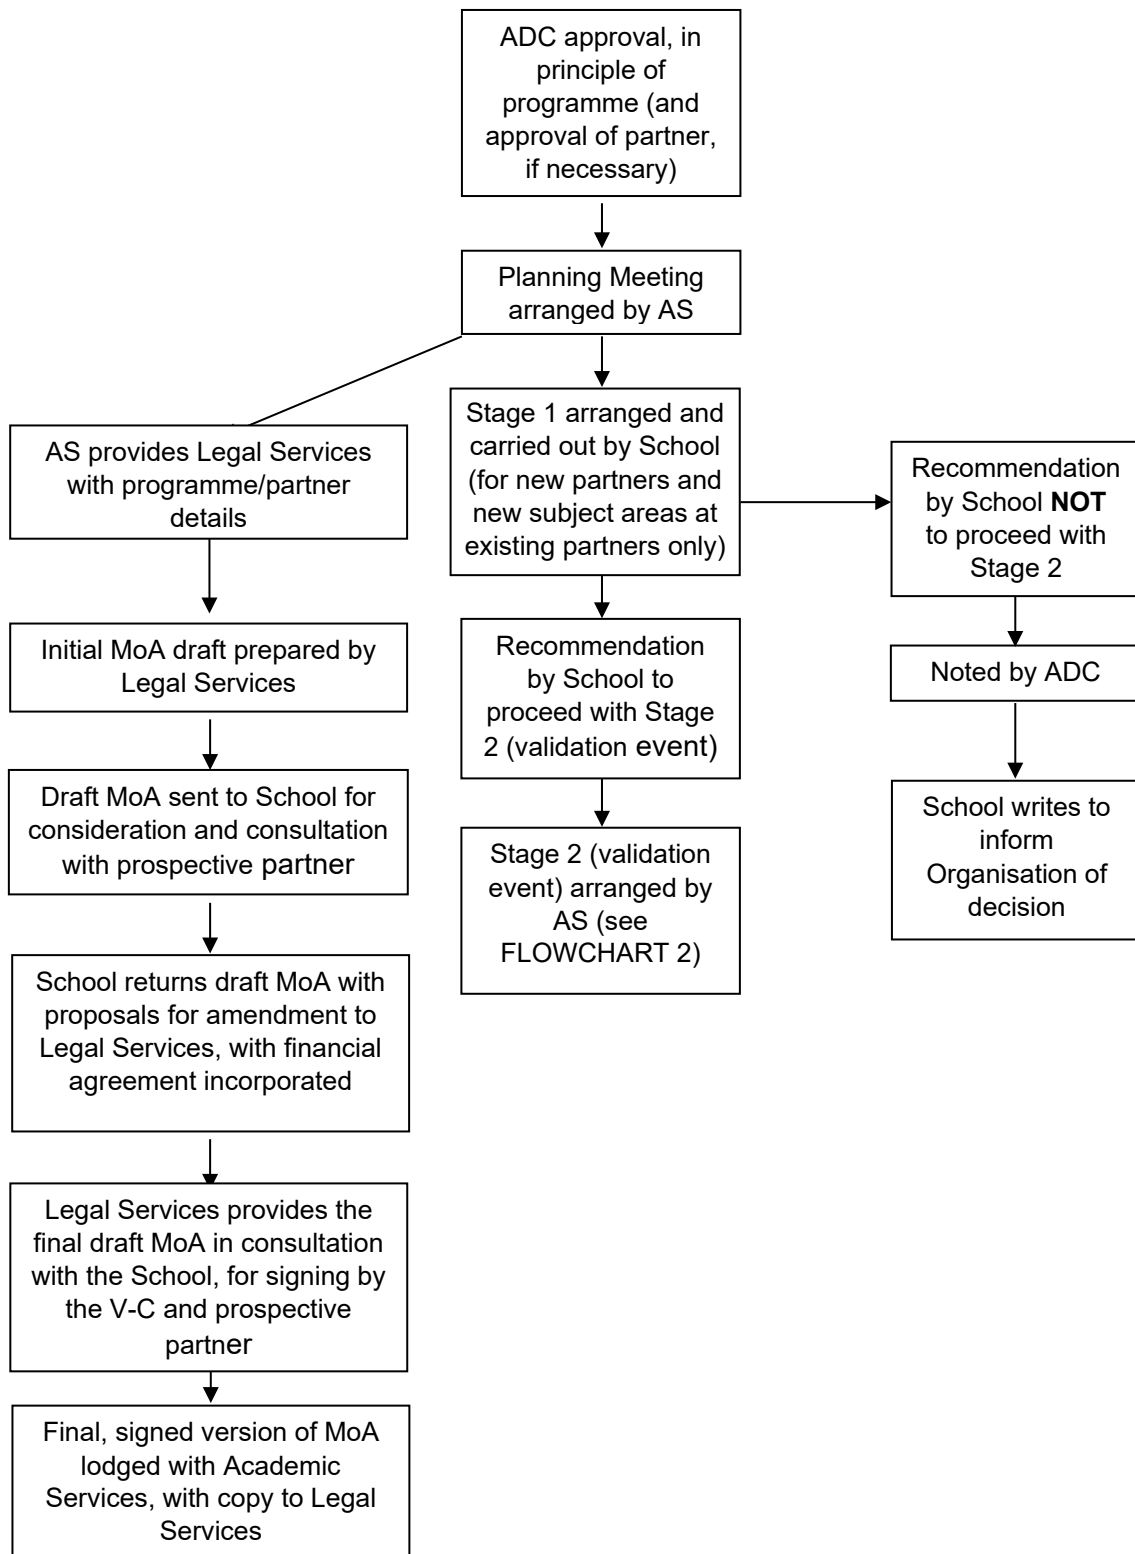 ADC approval, in
principle of
programme (and
approval of partner,
if necessary)
Planning Meeting
arranged by AS
AS provides Legal Services
with programme/partner
details
Initial MoA draft prepared by
Legal Services
Draft MoA sent to School for
consideration and consultation
with prospective partner
School returns draft MoA with
proposals for amendment to
Legal Services, with financial
agreement incorporated
Legal Services provides the
final draft MoA in consultation
with the School, for signing by
the V-C and prospective
partner
Final, signed version of MoA
lodged with Academic
Services, with copy to Legal
Services
Stage 1 arranged and
carried out by School
(for new partners and
new subject areas at
existing partners only)
Recommendation
by School to
proceed with Stage
2 (validation event)
Stage 2 (validation
event) arranged by
AS (see
FLOWCHART 2)
Recommendation
by School NOT
to proceed with
Stage 2
Noted by ADC
School writes to
inform
Organisation of
decision